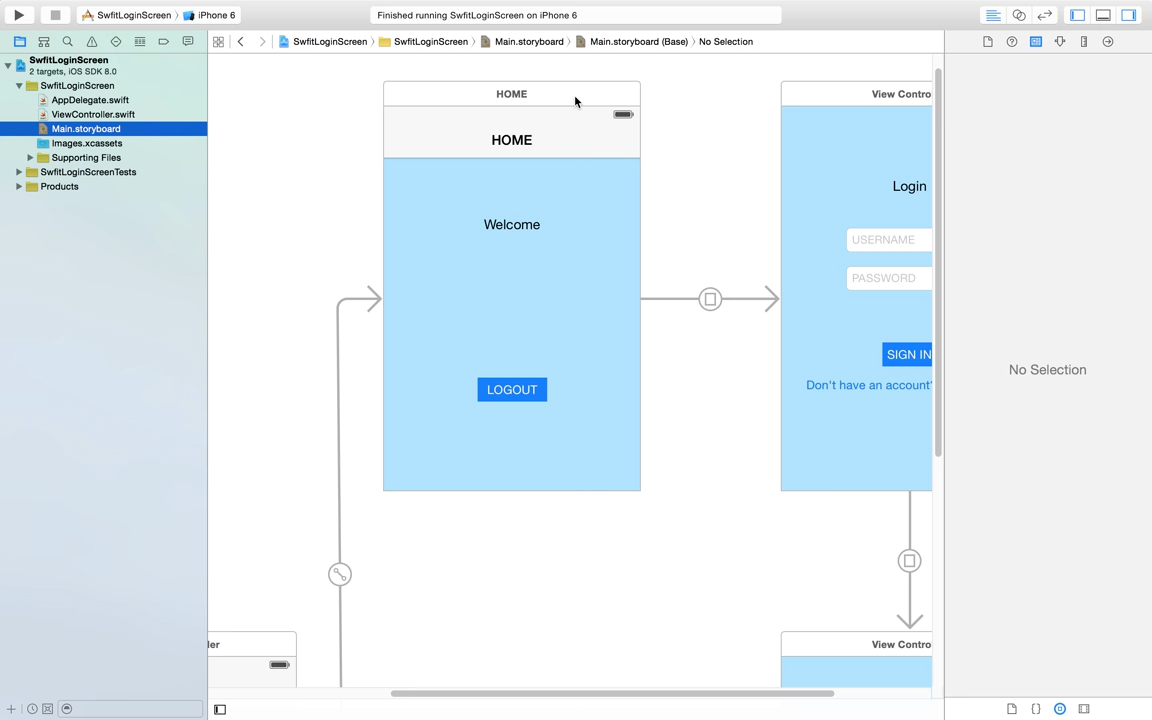 SwfitLoginScreen
iPhone 6
Finished running SwfitLoginScreen on iPhone 6
SwfitLoginScreen
SwfitLoginScreen
Main.storyboard
Main.storyboard (Base)
No Selection
SwfitLoginScreen
2 targets, iOS SDK 8.0
SwfitLoginScreen
AppDelegate.swift
ViewController.swift
Main.storyboard
Images.xcassets
Supporting Files
SwfitLoginScreenTests
Products
HOME
HOME
Welcome
LOGOUT
View Contro
Login
USERNAME
PASSWORD
SIGN IN
Don't have an account?
ler
View Contro
No Selection